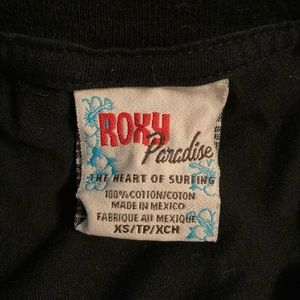 ROXY
Paradise
THE HEART OF SURFING
100% COTTON/COTON
MADE IN MEXICO
FABRIQUE AU MEXIQUE
XS/TP/XCH